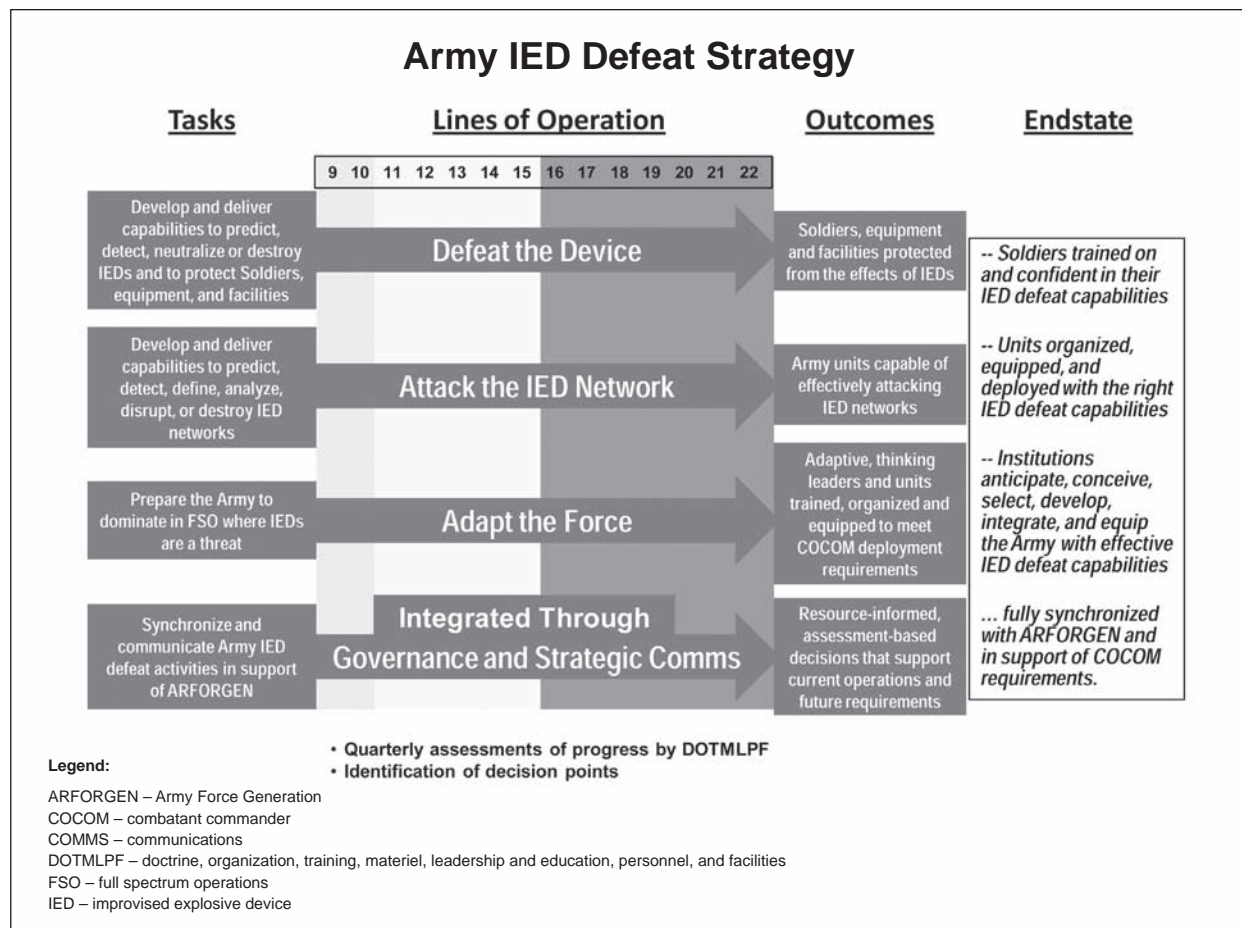 Army IED Defeat Strategy
Tasks
Lines of Operation
Outcomes
Endstate
9 10 11 12 13 14 15 16 17 18 19 20 21 22
Develop and deliver
capabilities to predict,
detect, neutralize or destroy
IEDs and to protect Soldiers,
equipment, and facilities
Defeat the Device
Soldiers, equipment
and facilities protected
from the effects of IEDs
Develop and deliver
capabilities to predict,
detect, define, analyze,
disrupt, or destroy IED
networks
Attack the IED Network
Army units capable of
effectively attacking
IED networks
Prepare the Army to
dominate in FSO where IEDs
are a threat
Adapt the Force
Adaptive, thinking
leaders and units
trained, organized and
equipped to meet
COCOM deployment
requirements
Synchronize and
communicate Army IED
defeat activities in support
of ARFORGEN
Integrated Through
Governance and Strategic Comms
Resource-informed,
assessment-based
decisions that support
current operations and
future requirements
-- Soldiers trained on
and confident in their
IED defeat capabilities
-- Units organized,
equipped, and
deployed with the right
IED defeat capabilities
-- Institutions
anticipate, conceive,
select, develop,
integrate, and equip
the Army with effective
IED defeat capabilities
... fully synchronized
with ARFORGEN and
in support of COCOM
requirements.
• Quarterly assessments of progress by DOTMLPF
• Identification of decision points
Legend:
ARFORGEN – Army Force Generation
COCOM – combatant commander
COMMS – communications
DOTMLPF – doctrine, organization, training, materiel, leadership and education, personnel, and facilities
FSO – full spectrum operations
IED – improvised explosive device